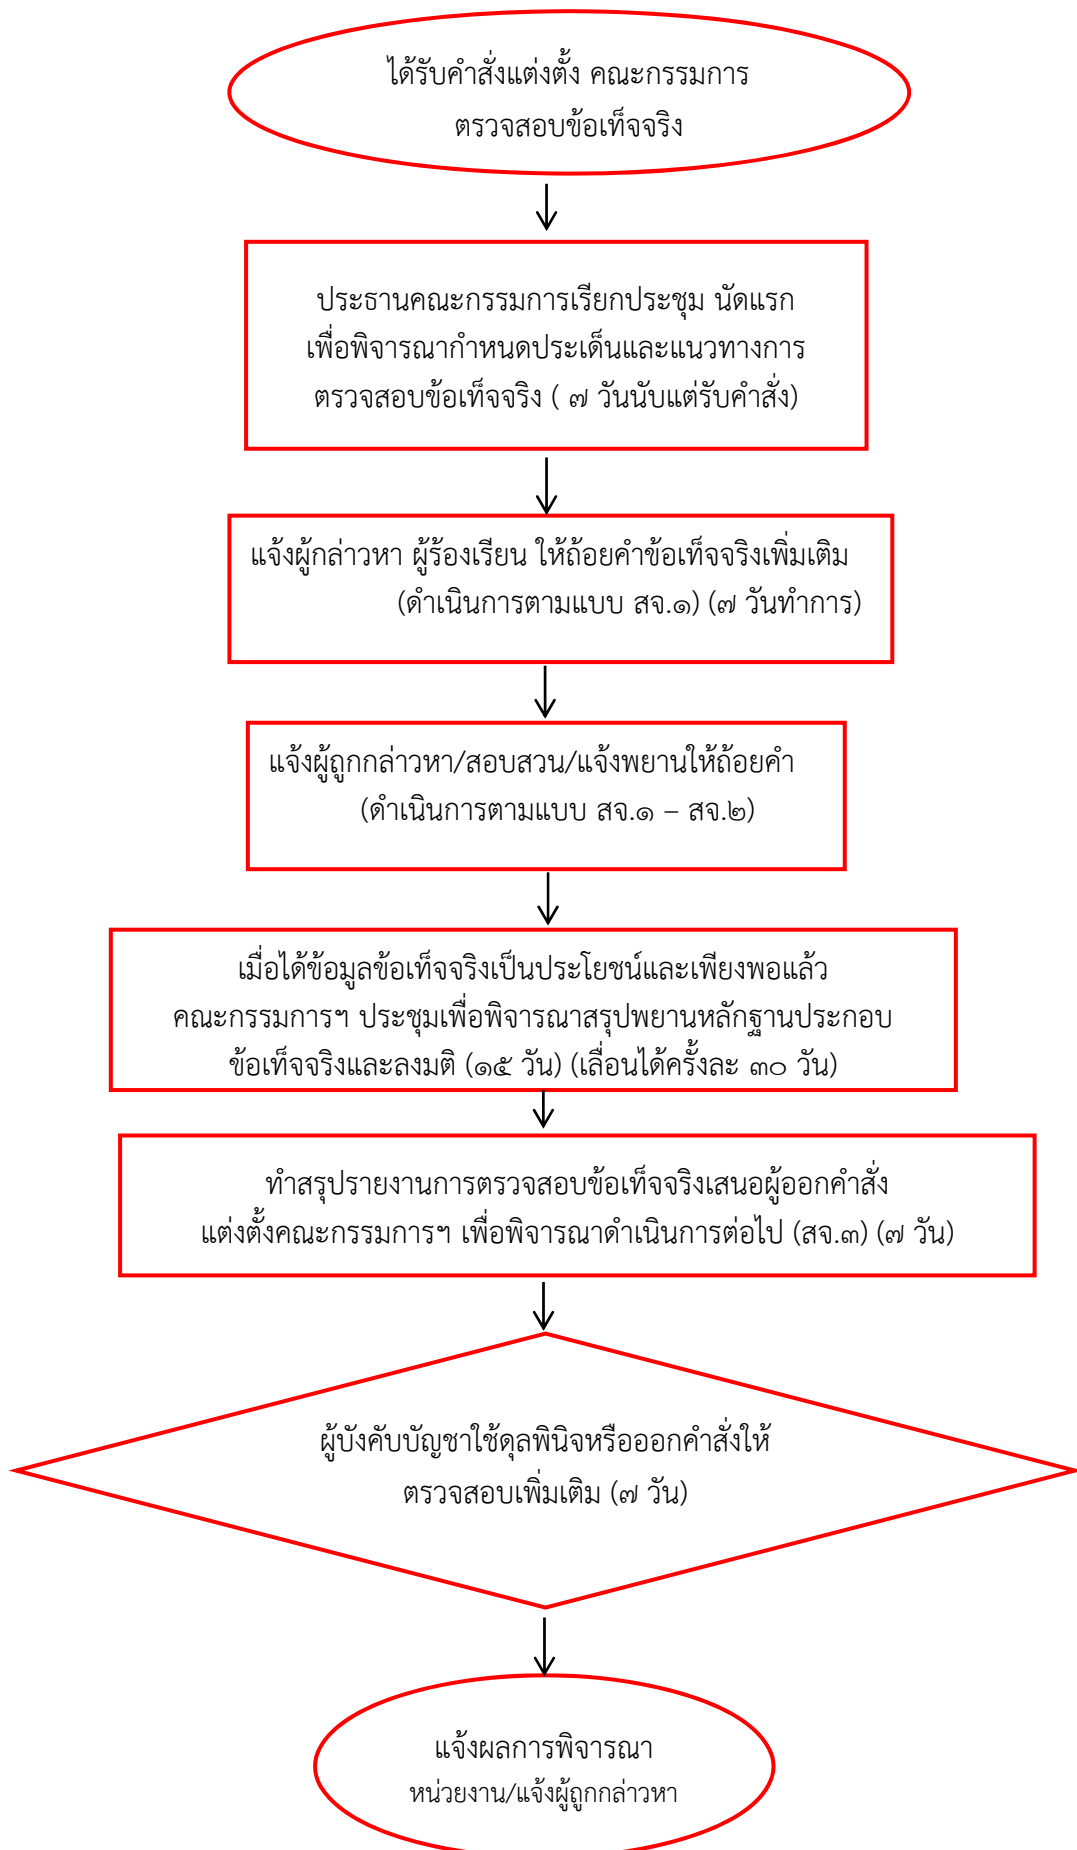 ได้รับคำสั่งแต่งตั้ง คณะกรรมการ
ตรวจสอบข้อเท็จจริง
ประธานคณะกรรมการเรียกประชุม นัดแรก
เพื่อพิจารณากำหนดประเด็นและแนวทางการ
ตรวจสอบข้อเท็จจริง ( ๗ วันนับแต่รับคำสั่ง)
แจ้งผู้กล่าวหา ผู้ร้องเรียน ให้ถ้อยคำข้อเท็จจริงเพิ่มเติม
(ดำเนินการตามแบบ สจ.๑) (๗ วันทำการ)
แจ้งผู้ถูกกล่าวหา/สอบสวน/แจ้งพยานให้ถ้อยคำ
(ดำเนินการตามแบบ สจ.๑ – สจ.๒)
เมื่อได้ข้อมูลข้อเท็จจริงเป็นประโยชน์และเพียงพอแล้ว
คณะกรรมการฯ ประชุมเพื่อพิจารณาสรุปพยานหลักฐานประกอบ
ข้อเท็จจริงและลงมติ (๑๕ วัน) (เลื่อนได้ครั้งละ ๓๐ วัน)
ทำสรุปรายงานการตรวจสอบข้อเท็จจริงเสนอผู้ออกคำสั่ง
แต่งตั้งคณะกรรมการฯ เพื่อพิจารณาดำเนินการต่อไป (สจ.๓) (๗ วัน)
ผู้บังคับบัญชาใช้ดุลพินิจหรือออกคำสั่งให้
ตรวจสอบเพิ่มเติม (๗ วัน)
แจ้งผลการพิจารณา
หน่วยงาน/แจ้งผู้ถูกกล่าวหา